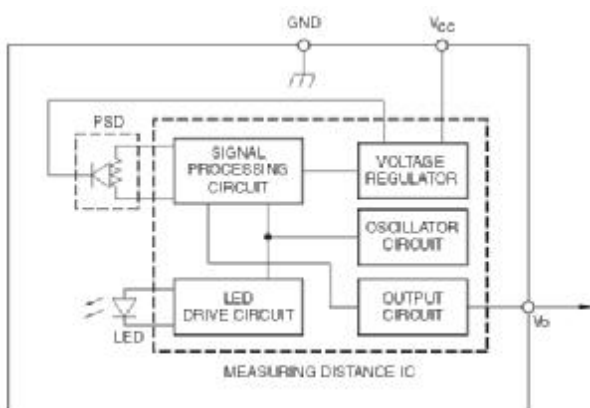 GND
Vcc
PSD
SIGNAL
PROCESSING
CIRCUIT
VOLTAGE
REGULATOR
OSCILLATOR
CIRCUIT
LED
DRIVE CIRCUIT
OUTPUT
CIRCUIT
LED
Vo
MEASURING DISTANCE IC